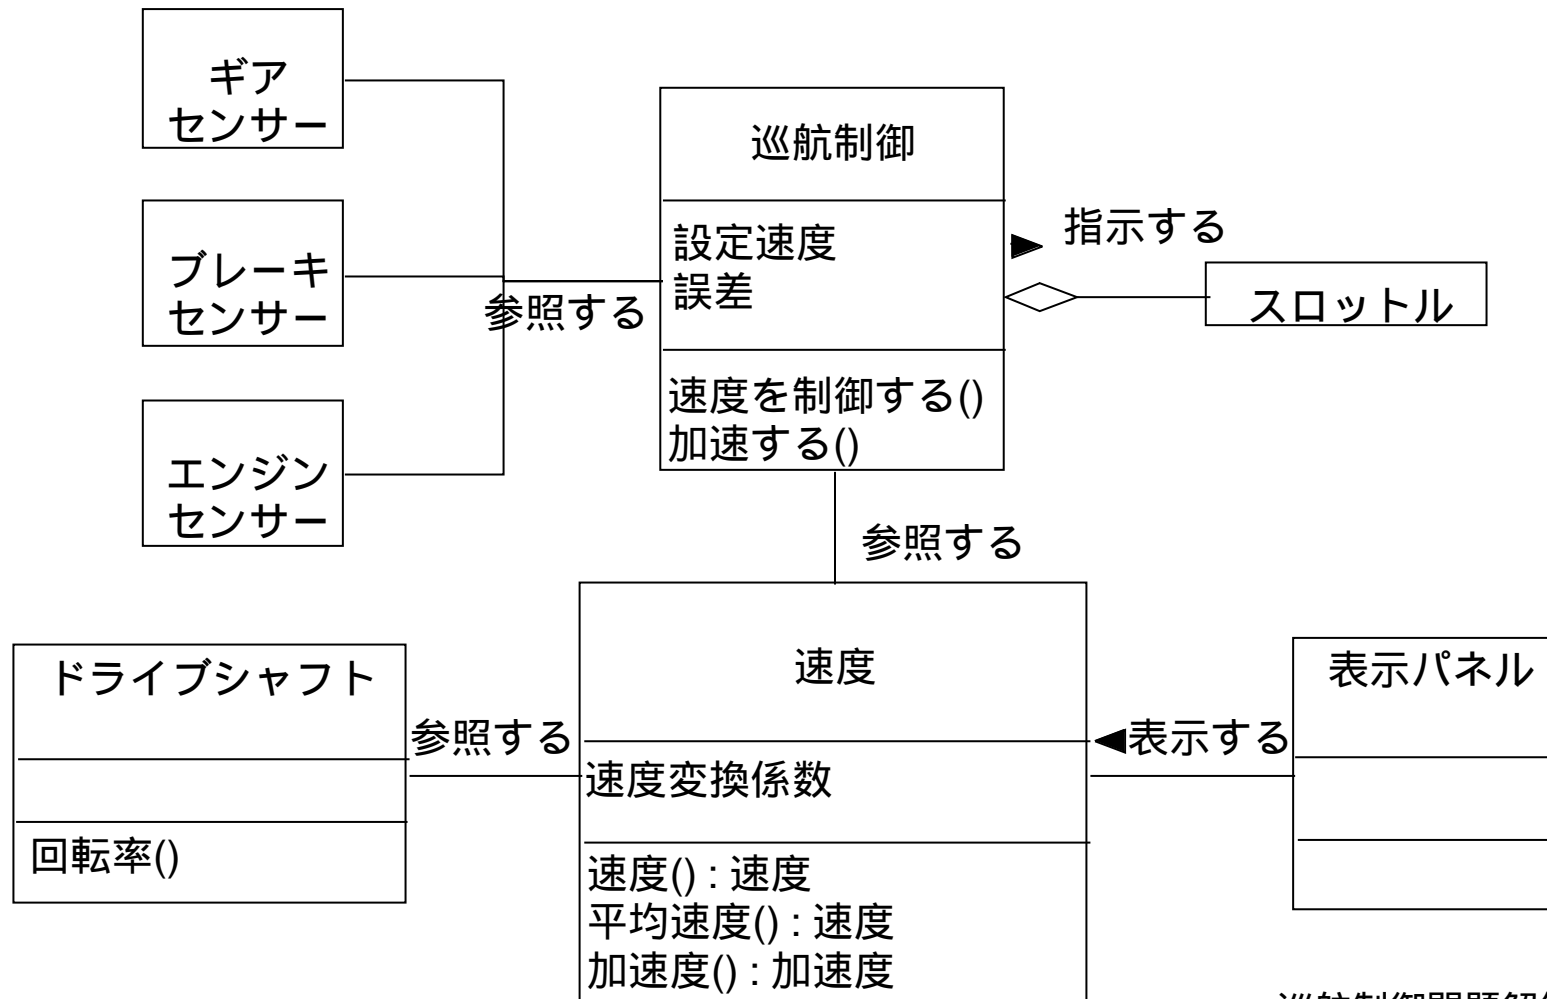 ギア
センサー
巡航制御
設定速度
誤差
指示する
ブレーキ
センサー
参照する
スロットル
速度を制御する()
加速する()
エンジン
センサー
参照する
ドライブシャフト
回転率()
参照する
速度
速度変換係数
速度() : 速度
平均速度() : 速度
加速度() : 加速度
表示する
表示パネル